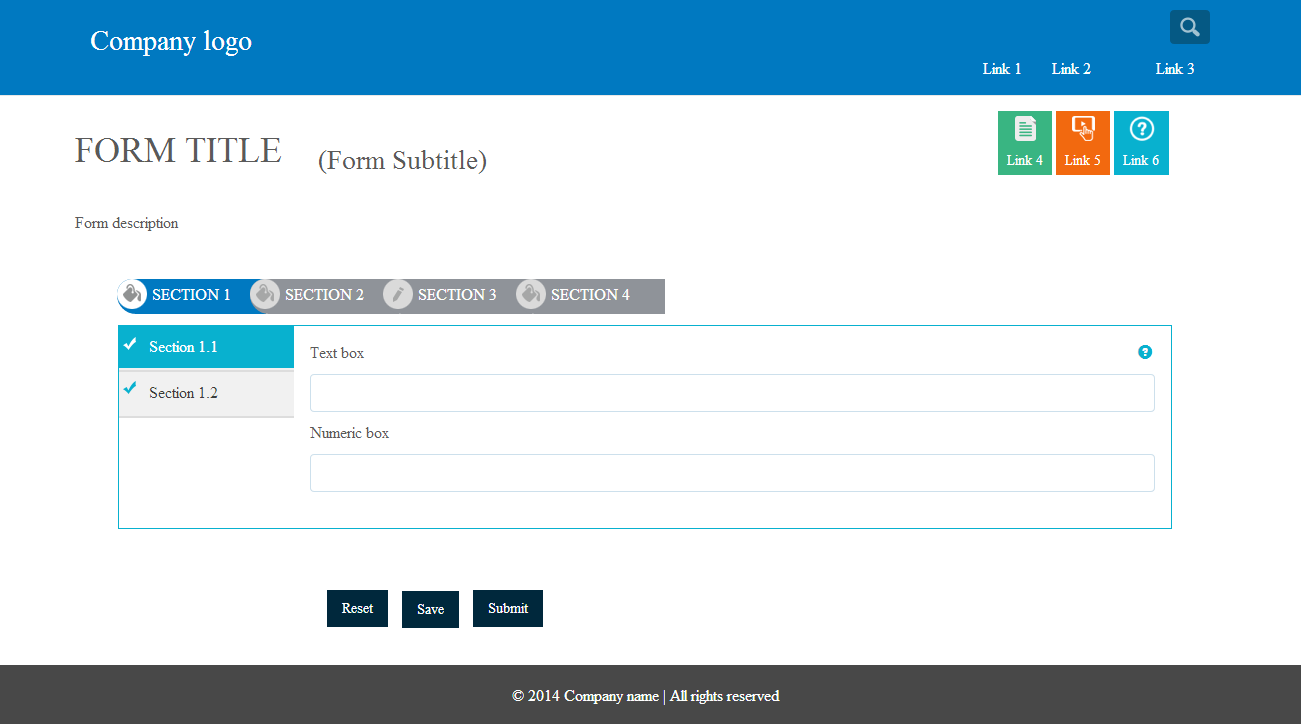 Company logo
Link 1 Link 2 Link 3
FORM TITLE (Form Subtitle)
Link 4 Link 5 Link 6
Form description
SECTION 1 SECTION 2 SECTION 3 SECTION 4
Section 1.1
Section 1.2
Text box
Numeric box
Reset Save Submit
© 2014 Company name | All rights reserved